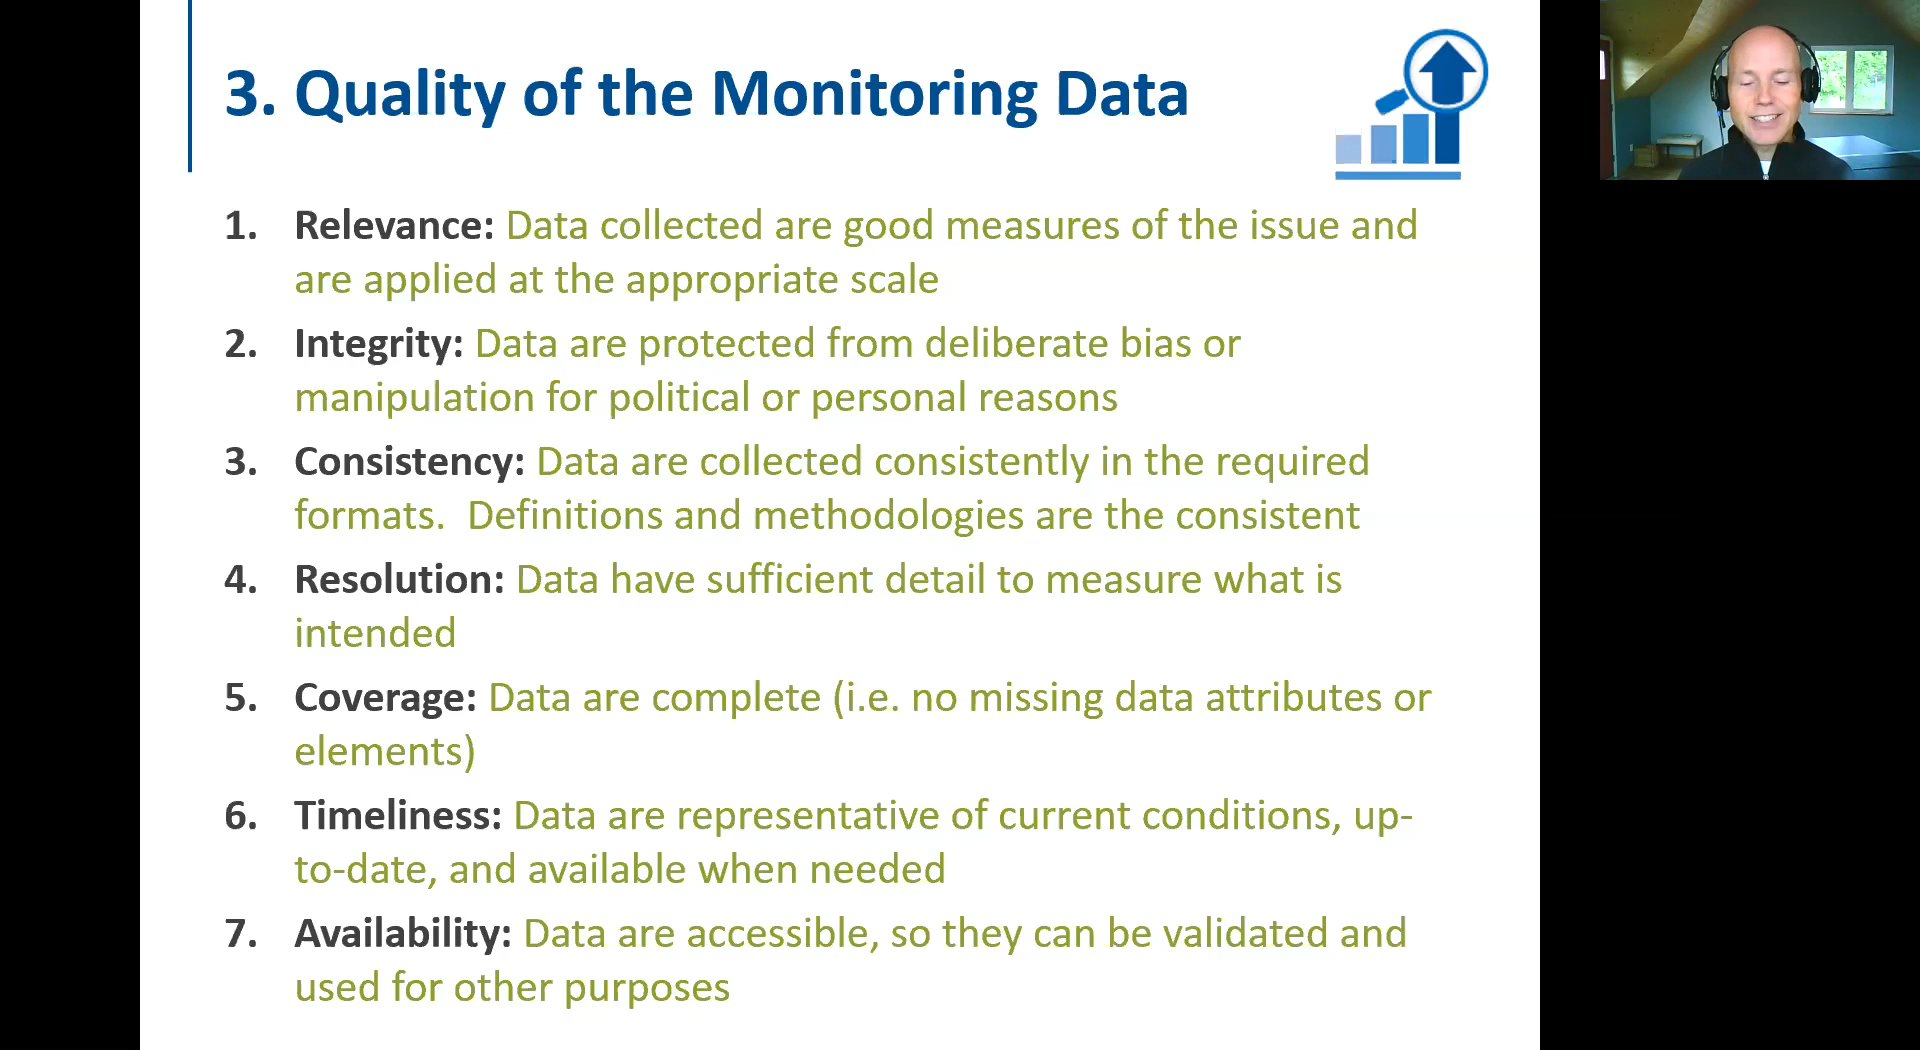 3. Quality of the Monitoring Data
1. Relevance: Data collected are good measures of the issue and
are applied at the appropriate scale
2. Integrity: Data are protected from deliberate bias or
manipulation for political or personal reasons
3. Consistency: Data are collected consistently in the required
formats.  Definitions and methodologies are the consistent
4. Resolution: Data have sufficient detail to measure what is
intended
5. Coverage: Data are complete (i.e. no missing data attributes or
elements)
6. Timeliness: Data are representative of current conditions, up-
to-date, and available when needed
7. Availability: Data are accessible, so they can be validated and
used for other purposes